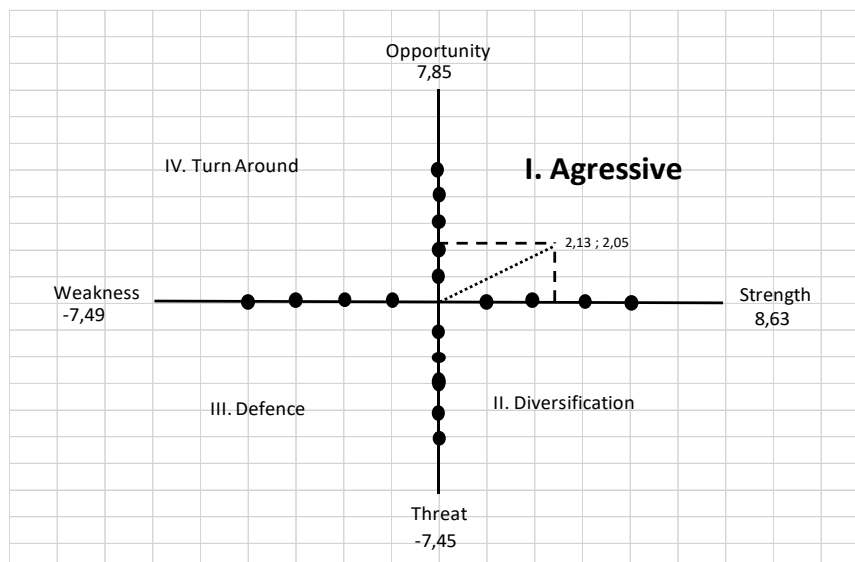 Opportunity
7,85
IV. Turn Around
I. Agressive
2,13 ; 2,05
Weakness
-7,49
Strength
8,63
III. Defence
II. Diversification
Threat
-7,45